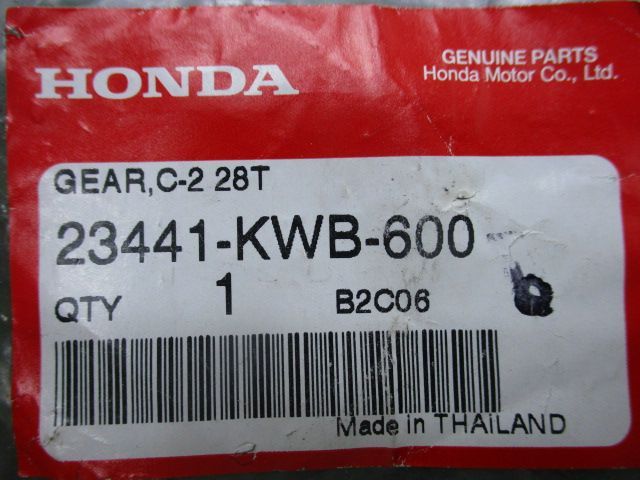 HONDA
GENUINE PARTS
Honda Motor Co., Ltd.
GEAR,C-2 28T
23441-KWB-600
QTY 1 B2C06 6
Made in THAiLAND